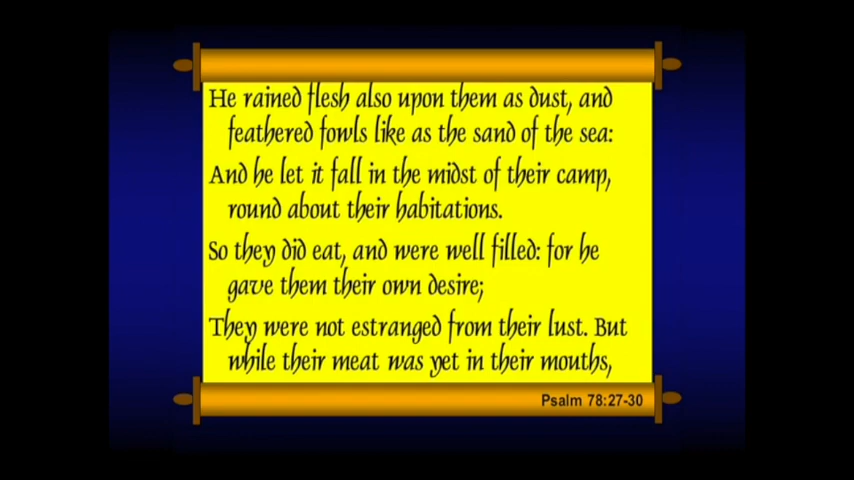 He rained flesh also upon them as dust, and
feathered fowls like as the sand of the sea:
And he let it fall in the midst of their camp,
round about their habitations.
So they did eat, and were well filled: for he
gave them their own desire;
They were not estranged from their lust. But
while their meat was yet in their mouths,
Psalm 78:27-30